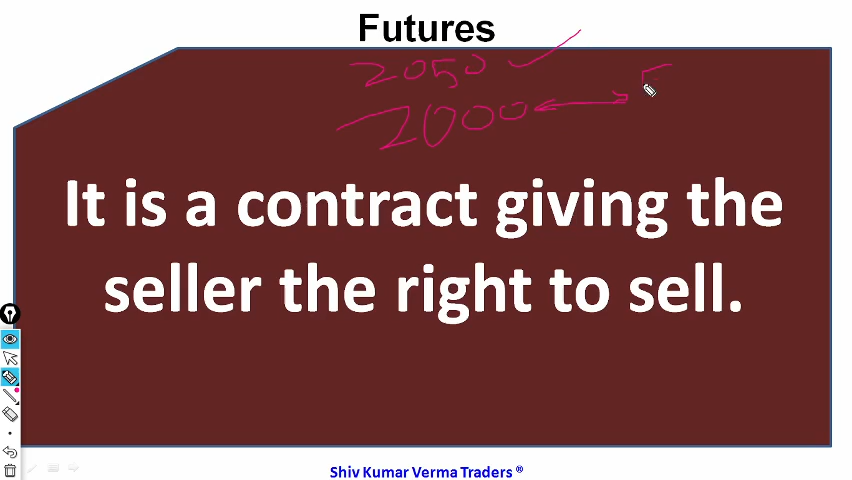 Futures
2050
2000
It is a contract giving the
seller the right to sell.
Shiv Kumar Verma Traders ®